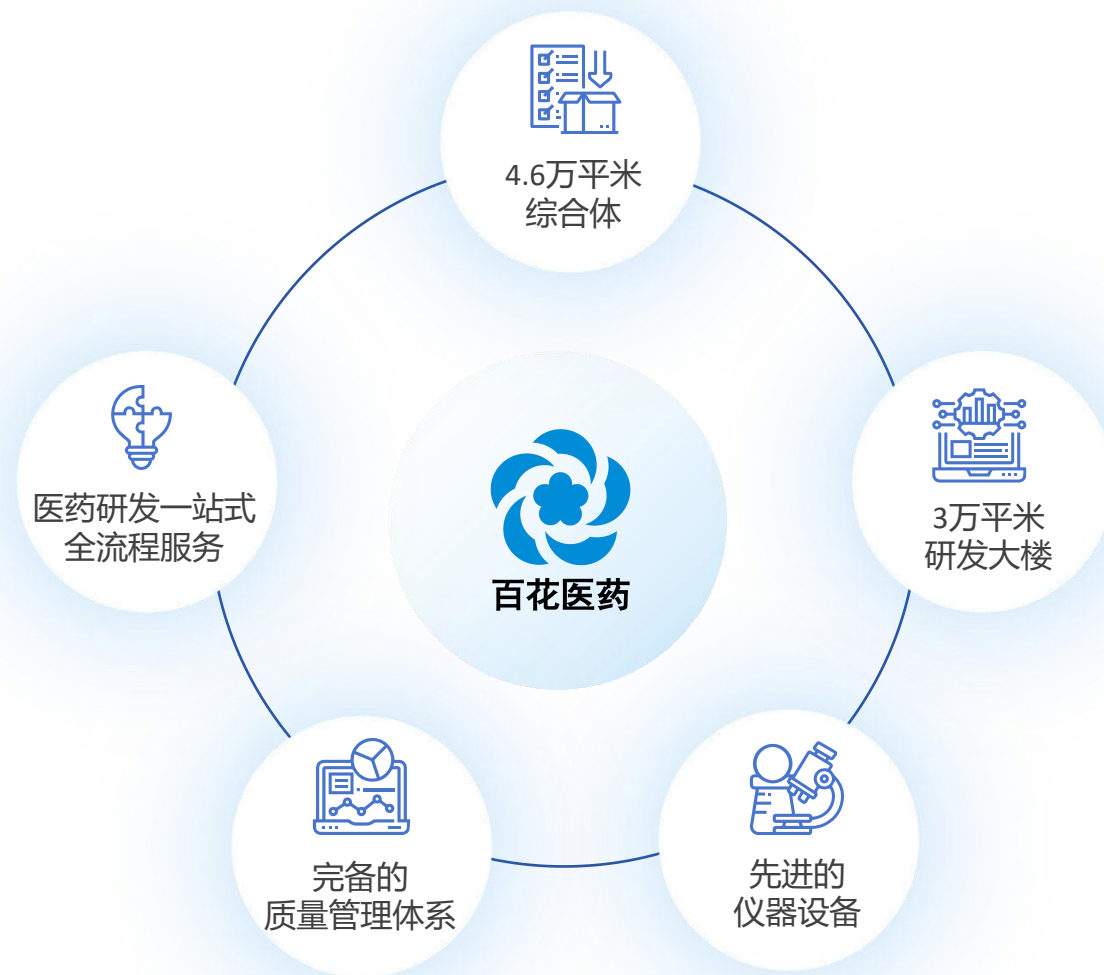 4.6万平米
综合体
医药研发一站式
全流程服务
3万平米
研发大楼
百花医药
完备的
质量管理体系
先进的
仪器设备